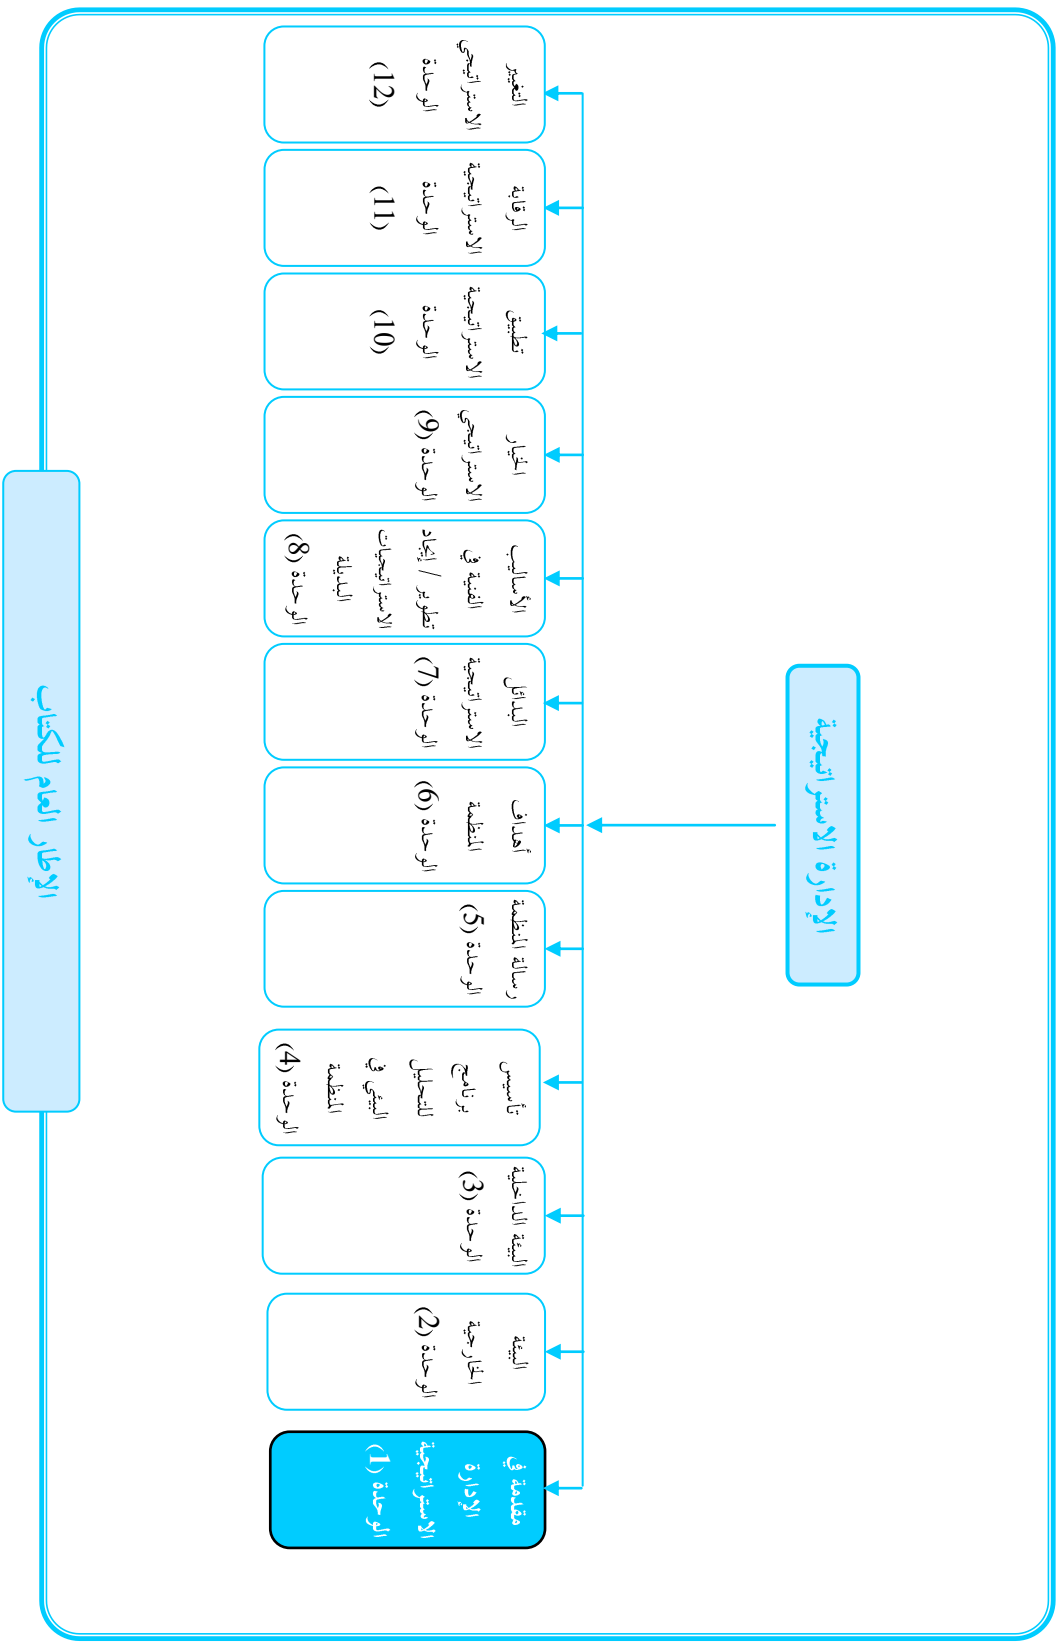 الإدارة الاستراتيجية
مقدمة في
الإدارة
الاستراتيجية
الوحدة (1)
البيئة
الخارجية
الوحدة (2)
البيئة الداخلية
الوحدة (3)
تأسيس
برنامج
للتحليل
البيئي في
المنظمة
الوحدة (4)
رسالة المنظمة
الوحدة (5)
أهداف
المنظمة
الوحدة (6)
البدائل
الاستراتيجية
الوحدة (7)
الأساليب
الفنية في
تطوير / إيجاد
الاستراتيجيات
البديلة
الوحدة (8)
الخيار
الاستراتيجي
الوحدة (9)
تطبيق
الاستراتيجية
الوحدة
(10)
الرقابة
الاستراتيجية
الوحدة
(11)
التغيير
الاستراتيجي
الوحدة
(12)
الإطار العام للكتاب